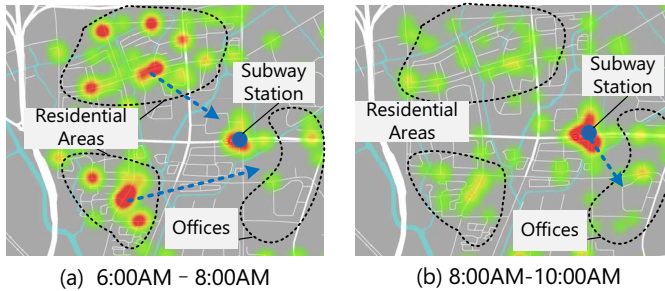 Subway
Station
Residential
Areas
Offices
(a) 6:00AM – 8:00AM
Subway
Station
Residential
Areas
Offices
(b) 8:00AM-10:00AM